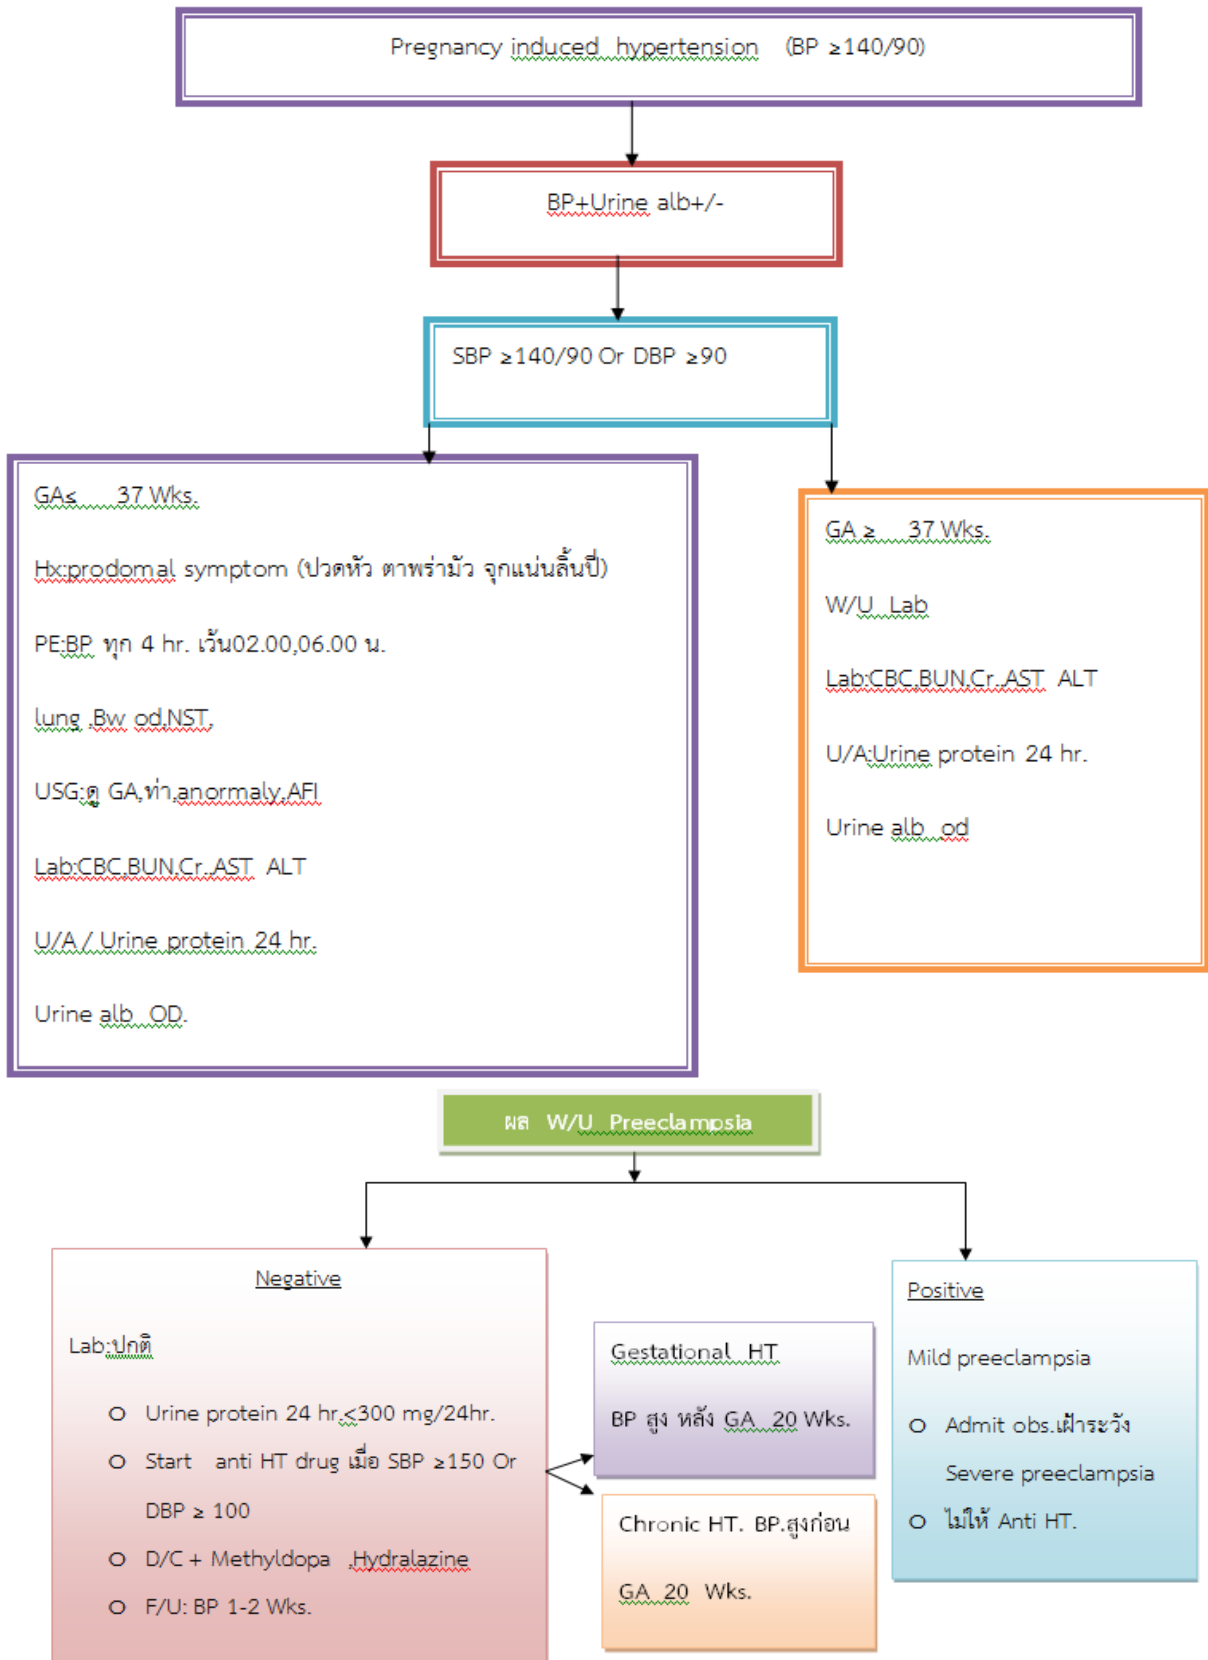 Pregnancy induced hypertension (BP ≥140/90)
BP+Urine alb+/-
SBP ≥140/90 Or DBP ≥90
GA≤ 37 Wks.
Hx:prodomal symptom (ปวดหัว ตาพร่ามัว จุกแน่นลิ้นปี่)
PE:BP ทุก 4 hr. เว้น02.00,06.00 น.
lung ,Bw od,NST,
USG:ดู GA,ท่า,anormaly,AFI
Lab:CBC,BUN,Cr.,AST ALT
U/A / Urine protein 24 hr.
Urine alb OD.
GA ≥ 37 Wks.
W/U Lab
Lab:CBC,BUN,Cr.,AST ALT
U/A:Urine protein 24 hr.
Urine alb od
ผล W/U Preeclampsia
Negative
Lab:ปกติ
O Urine protein 24 hr.<300 mg/24hr.
O Start anti HT drug เมื่อ SBP ≥150 Or
DBP ≥ 100
O D/C + Methyldopa ,Hydralazine
O F/U: BP 1-2 Wks.
Gestational HT
BP สูง หลัง GA 20 Wks.
Chronic HT. BP.สูงก่อน
GA 20 Wks.
Positive
Mild preeclampsia
O Admit obs.เฝ้าระวัง
Severe preeclampsia
O ไม่ให้ Anti HT.